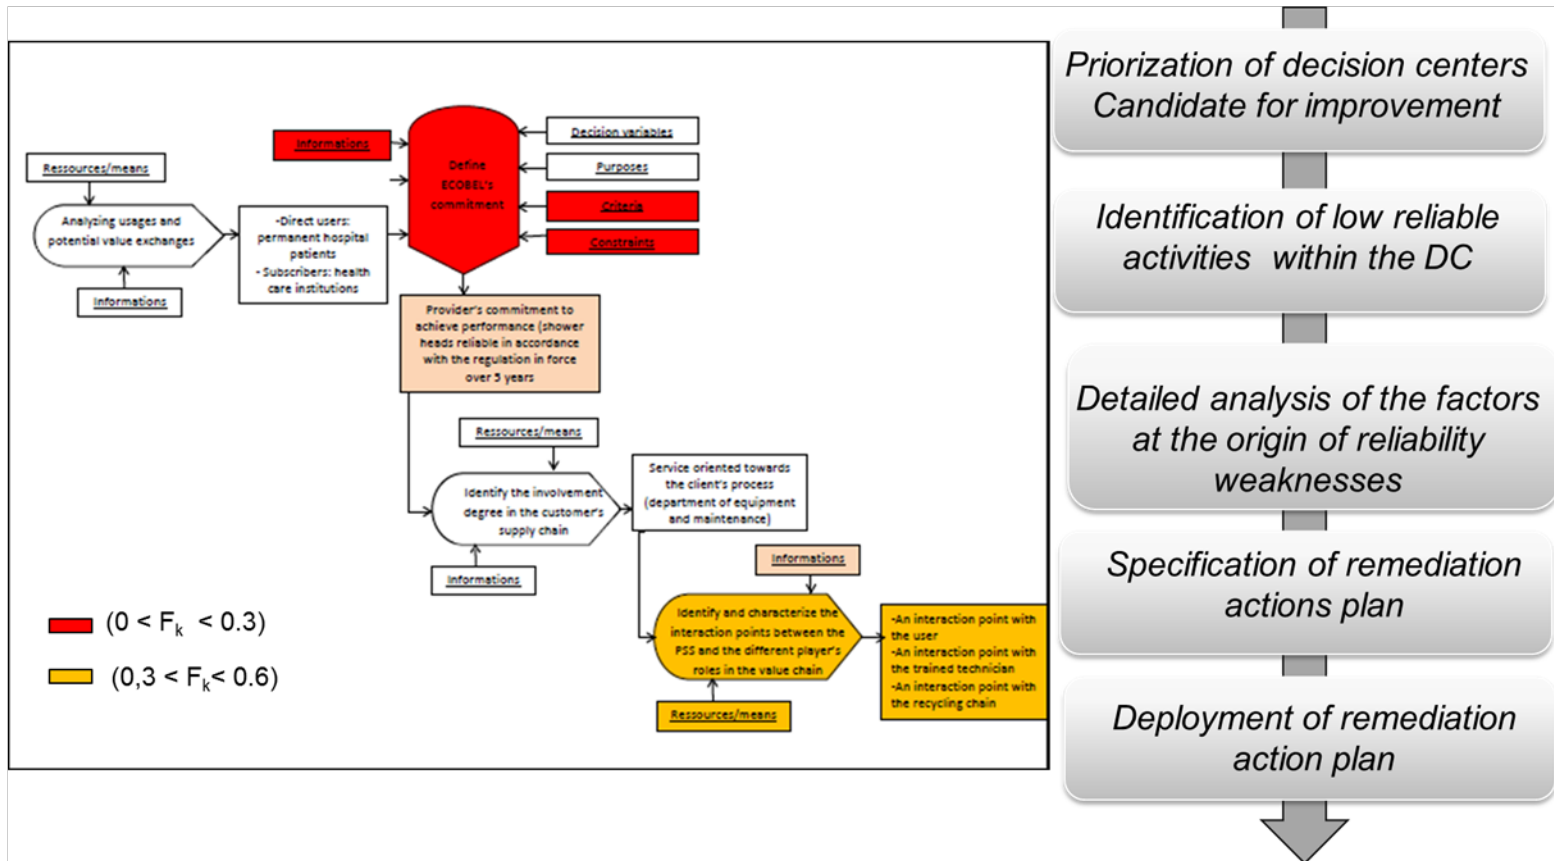 Informations
Define
ECOBEL's
commitment
Decision variables
Purposes
Criteria
Constraints
Ressources/means
Analyzing usages and
potential value exchanges
Informations
-Direct users:
permanent hospital
patients
- Subscribers: health
care institutions
Provider's commitment to
achieve performance (shower
heads reliable in accordance
with the regulation in force
over 5 years
Ressources/means
Identify the involvement
degree in the customer's
supply chain
Informations
Service oriented towards
the client's process
(department of equipment
and maintenance)
Informations
Identify and characterize the
interaction points between the
PSS and the different player's
roles in the value chain
Ressources/means
-An interaction point with
the user
-An interaction point with
the trained technician
-An interaction point with
the recycling chain
(0 < Fk < 0.3)
(0,3 < Fk< 0.6)
Priorization of decision centers
Candidate for improvement
Identification of low reliable
activities within the DC
Detailed analysis of the factors
at the origin of reliability
weaknesses
Specification of remediation
actions plan
Deployment of remediation
action plan